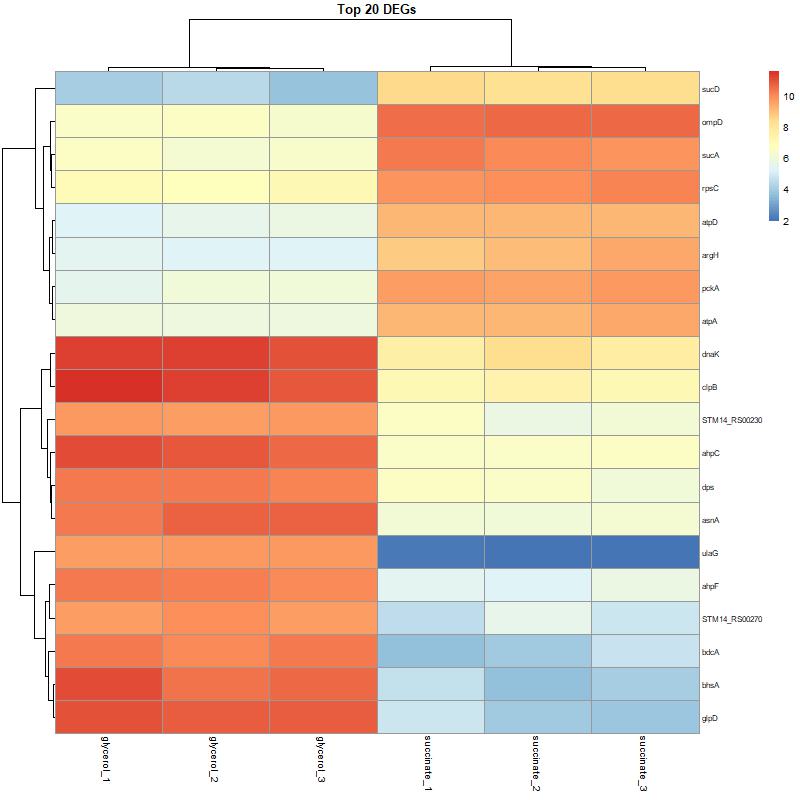 Top 20 DEGs
sucD
ompD
sucA
rpsC
atpD
argH
pckA
atpA
dnaK
clpB
STM14_RS00230
ahpC
dps
asnA
ulaG
ahpF
STM14_RS00270
bdcA
bhsA
glpD
10
8
6
4
2
glycerol_1
glycerol_2
glycerol_3
succinate_1
succinate_2
succinate_3